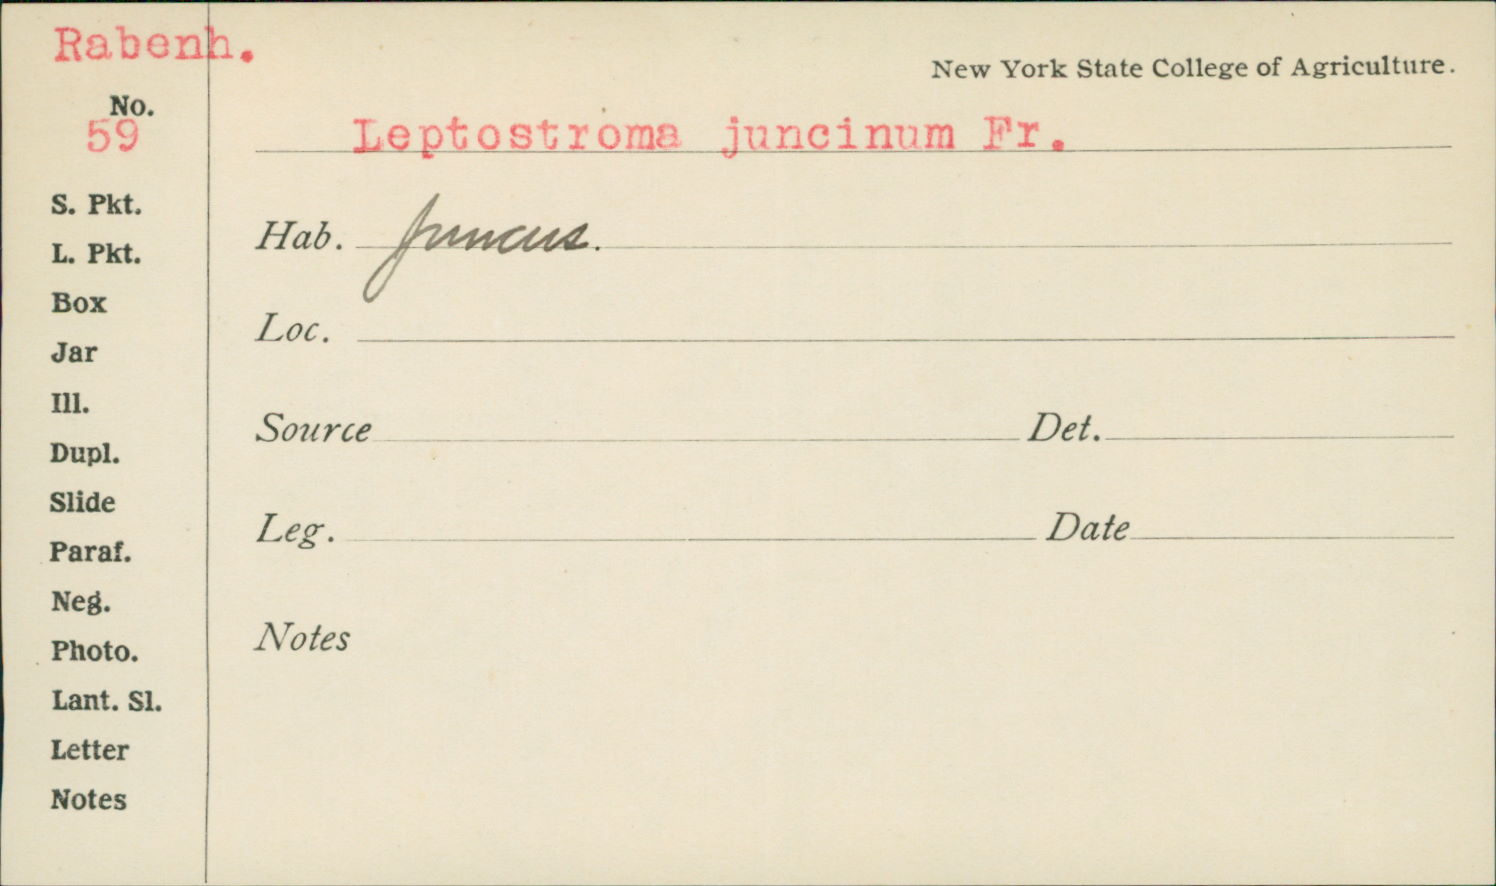 Rabenh.
New York State College of Agriculture.
No.
59
Leptostroma juncinum Fr.
S. Pkt.
Hab. Juncus.
L. Pkt.
Box
Loc.
Jar
Ill.
Source Det.
Dupl.
Slide
Leg. Date
Paraf.
Neg.
Notes
Photo.
Lant. Sl.
Letter
Notes